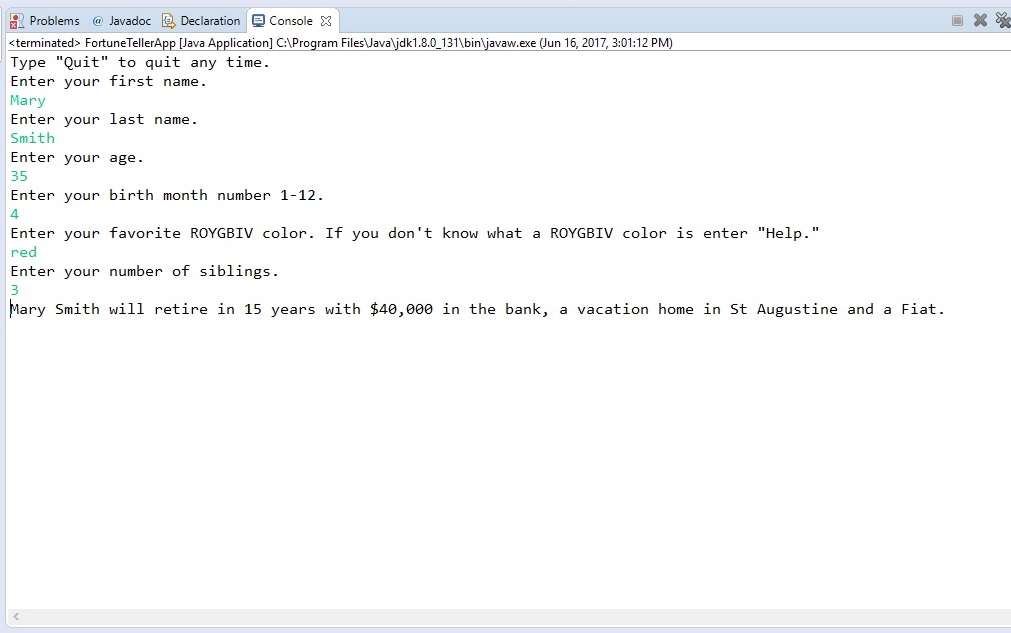 Problems @ Javadoc Declaration Console
<terminated> FortuneTellerApp [Java Application] C:\Program Files\Java\jdk1.8.0_131\bin\javaw.exe (Jun 16, 2017, 3:01:12 PM)
Type "Quit" to quit any time.
Enter your first name.
Mary
Enter your last name.
Smith
Enter your age.
35
Enter your birth month number 1-12.
4
Enter your favorite ROYGBIV color. If you don't know what a ROYGBIV color is enter "Help."
red
Enter your number of siblings.
3
Mary Smith will retire in 15 years with $40,000 in the bank, a vacation home in St Augustine and a Fiat.